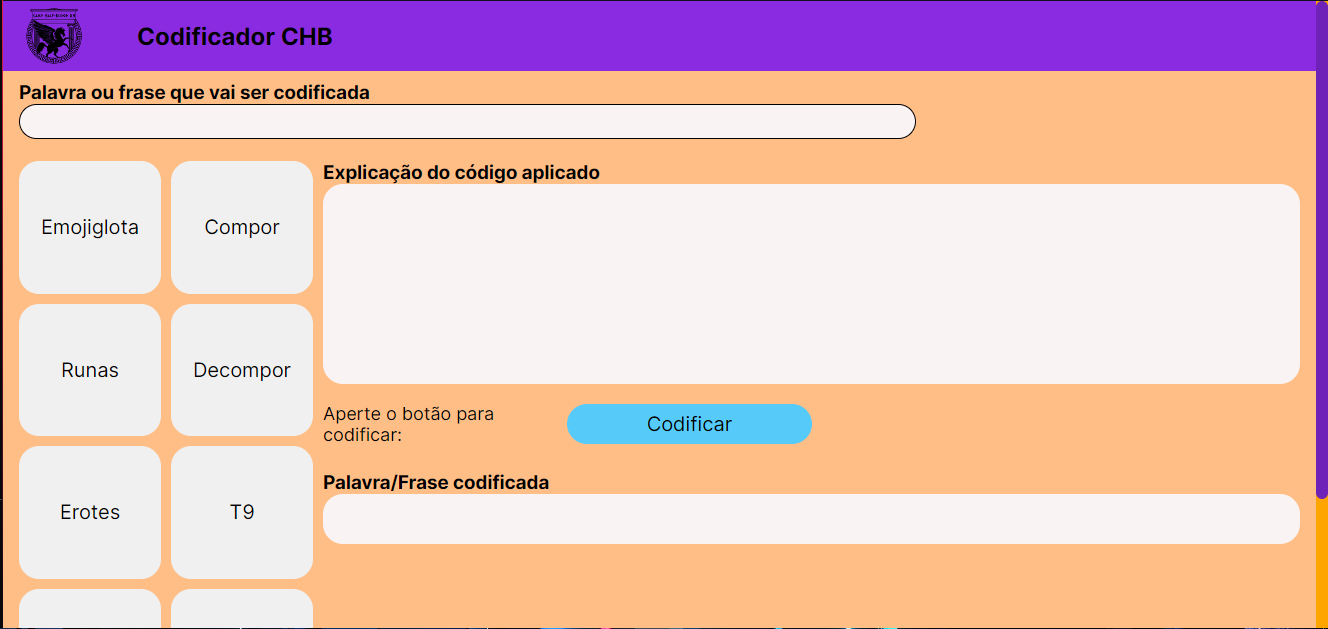 Codificador CHB
Palavra ou frase que vai ser codificada
Emojiglota
Compor
Explicação do código aplicado
Runas
Decompor
Aperte o botão para
codificar:
Codificar
Palavra/Frase codificada
Erotes
T9